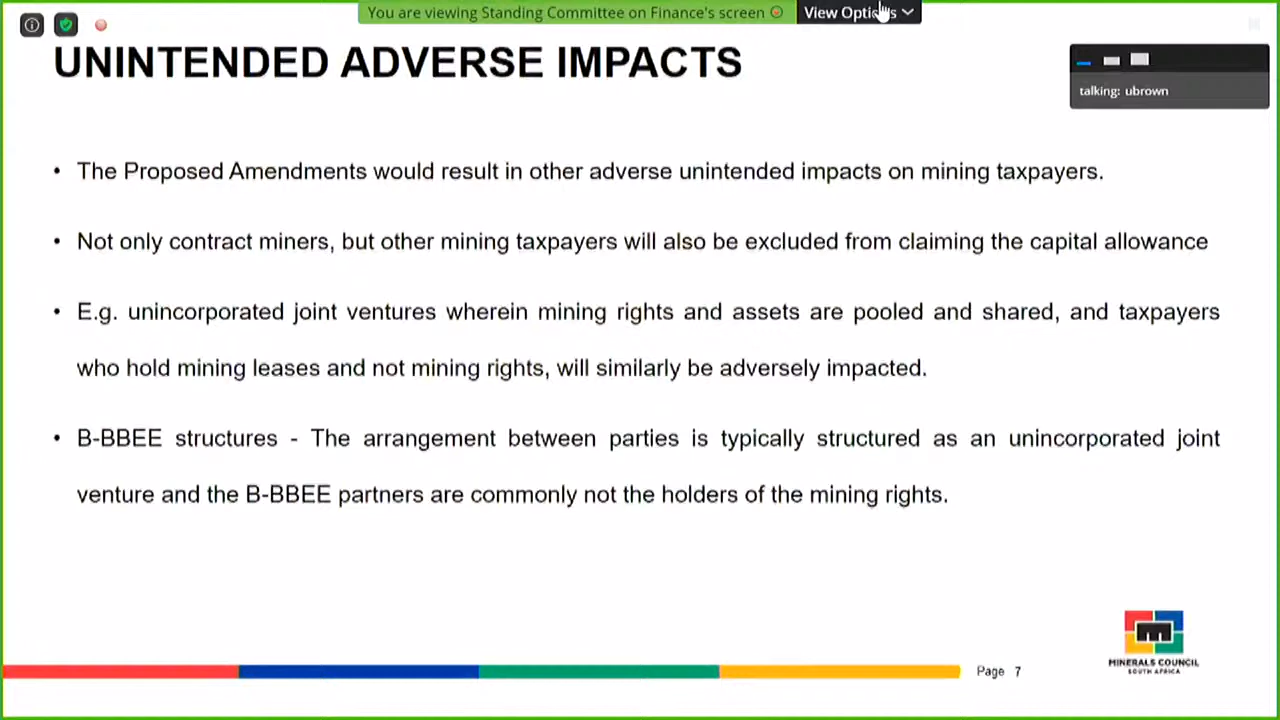 You are viewing Standing Committee on Finance's screen
View Options
UNINTENDED ADVERSE IMPACTS
talking: ubrown
• The Proposed Amendments would result in other adverse unintended impacts on mining taxpayers.
• Not only contract miners, but other mining taxpayers will also be excluded from claiming the capital allowance
• E.g. unincorporated joint ventures wherein mining rights and assets are pooled and shared, and taxpayers
who hold mining leases and not mining rights, will similarly be adversely impacted.
• B-BBEE structures - The arrangement between parties is typically structured as an unincorporated joint
venture and the B-BBEE partners are commonly not the holders of the mining rights.
MINERALS COUNCIL
SOUTH AFRICA
Page 7